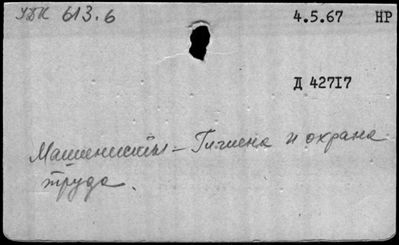 УДК 613.6
4.5.67 НР
Д 42717
Машинисты – Гигиена и охрана
труда.